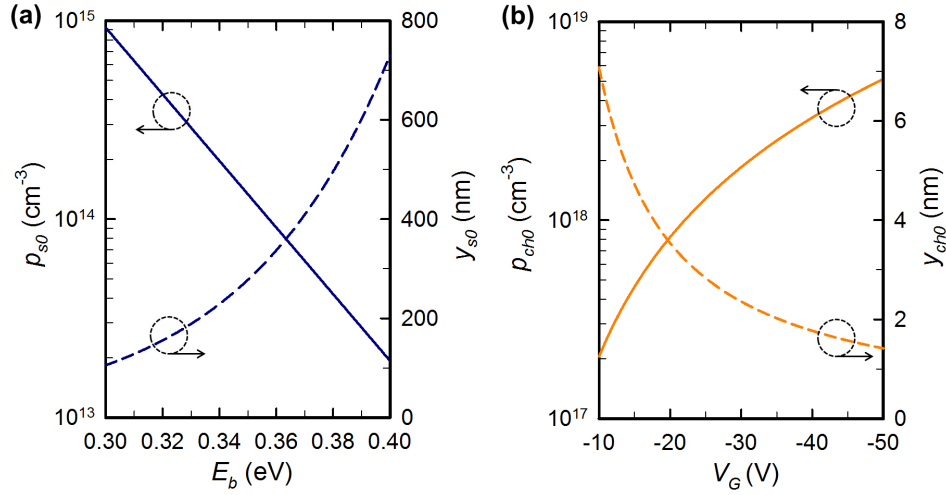 (a)
10^15
10^14
10^13
p_s0 (cm^-3)
800
600
400
200
0
y_s0 (nm)
0.30 0.32 0.34 0.36 0.38 0.40
E_b (eV)
(b)
10^19
10^18
10^17
p_ch0 (cm^-3)
8
6
4
2
0
y_ch0 (nm)
-10 -20 -30 -40 -50
V_G (V)